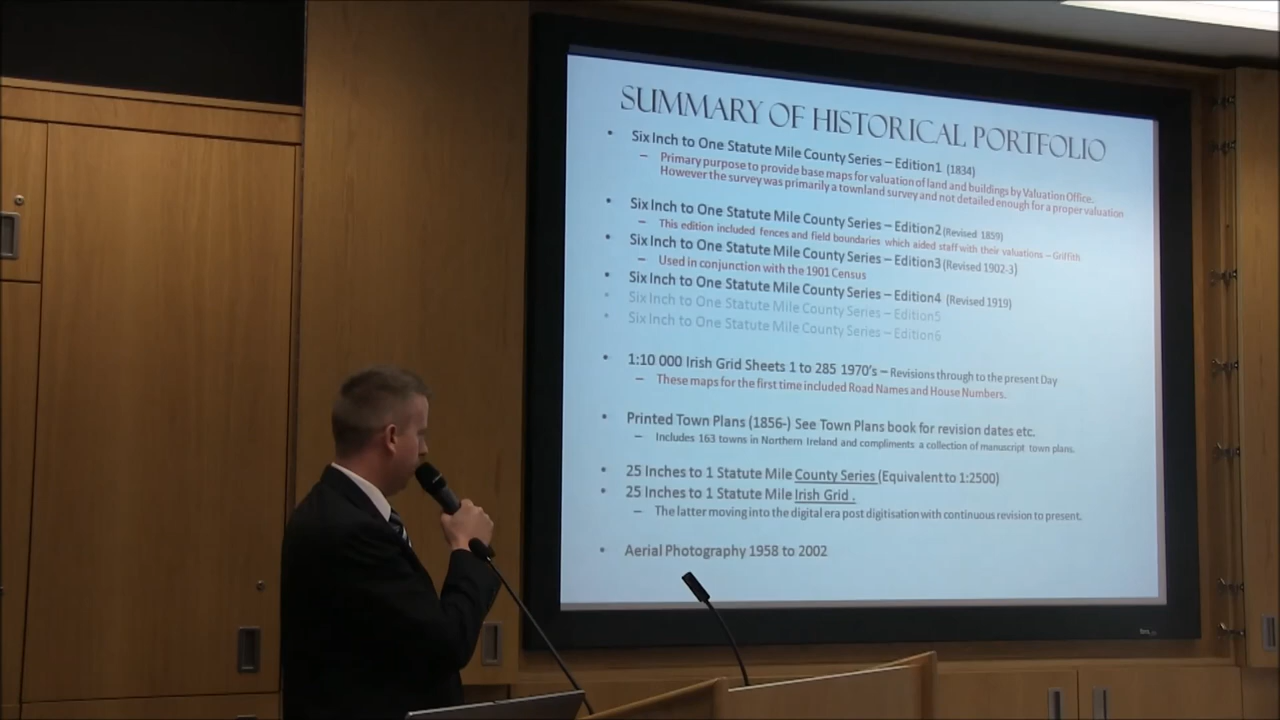 SUMMARY OF HISTORICAL PORTFOLIO
• Six Inch to One Statute Mile County Series – Edition1 (1834)
– Primary purpose to provide base maps for valuation of land and buildings by Valuation Office.
However the survey was primarily a townland survey and not detailed enough for a proper valuation
• Six Inch to One Statute Mile County Series – Edition2 (Revised 1859)
– This edition included fences and field boundaries which aided staff with their valuations – Griffith
• Six Inch to One Statute Mile County Series – Edition3 (Revised 1902-3)
– Used in conjunction with the 1901 Census
• Six Inch to One Statute Mile County Series – Edition4 (Revised 1919)
• Six Inch to One Statute Mile County Series – Edition5
• Six Inch to One Statute Mile County Series – Edition6
• 1:10 000 Irish Grid Sheets 1 to 285 1970's – Revisions through to the present Day
– These maps for the first time included Road Names and House Numbers.
• Printed Town Plans (1856-) See Town Plans book for revision dates etc.
– Includes 163 towns in Northern Ireland and compliments a collection of manuscript town plans.
• 25 Inches to 1 Statute Mile County Series (Equivalent to 1:2500)
• 25 Inches to 1 Statute Mile Irish Grid .
– The latter moving into the digital era post digitisation with continuous revision to present.
• Aerial Photography 1958 to 2002